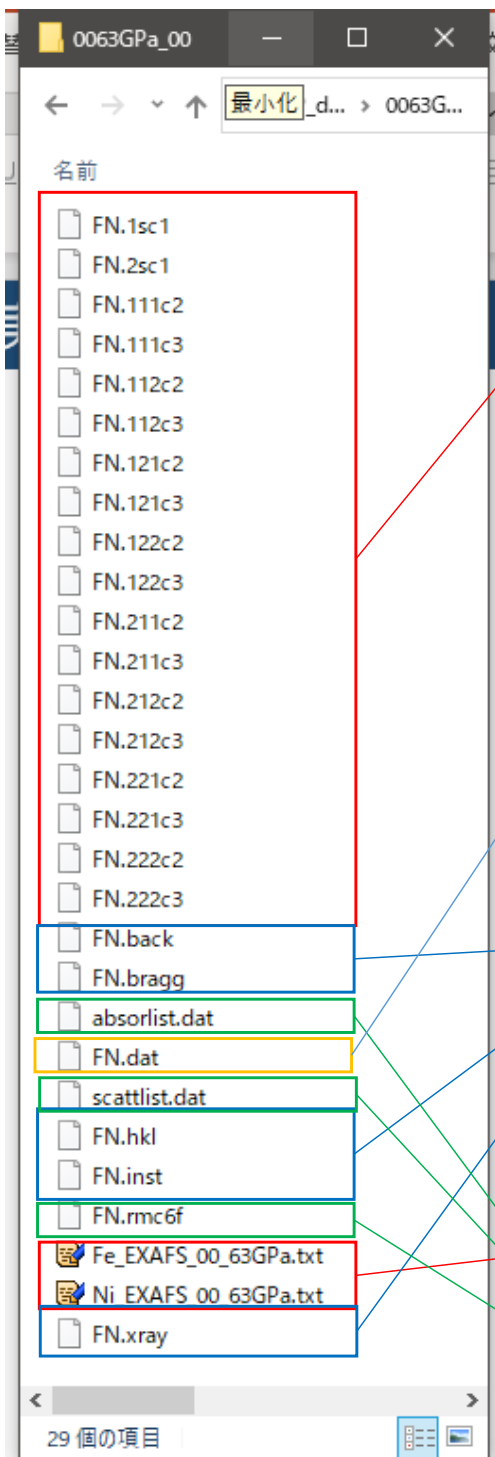 0063GPa_00
最小化 _d... 0063G...
名前
FN.1sc1
FN.2sc1
FN.111c2
FN.111c3
FN.112c2
FN.112c3
FN.121c2
FN.121c3
FN.122c2
FN.122c3
FN.211c2
FN.211c3
FN.212c2
FN.212c3
FN.221c2
FN.221c3
FN.222c2
FN.222c3
FN.back
FN.bragg
absorlist.dat
FN.dat
scattlist.dat
FN.hkl
FN.inst
FN.rmc6f
Fe_EXAFS_00_63GPa.txt
Ni_EXAFS_00_63GPa.txt
FN.xray
29 個の項目